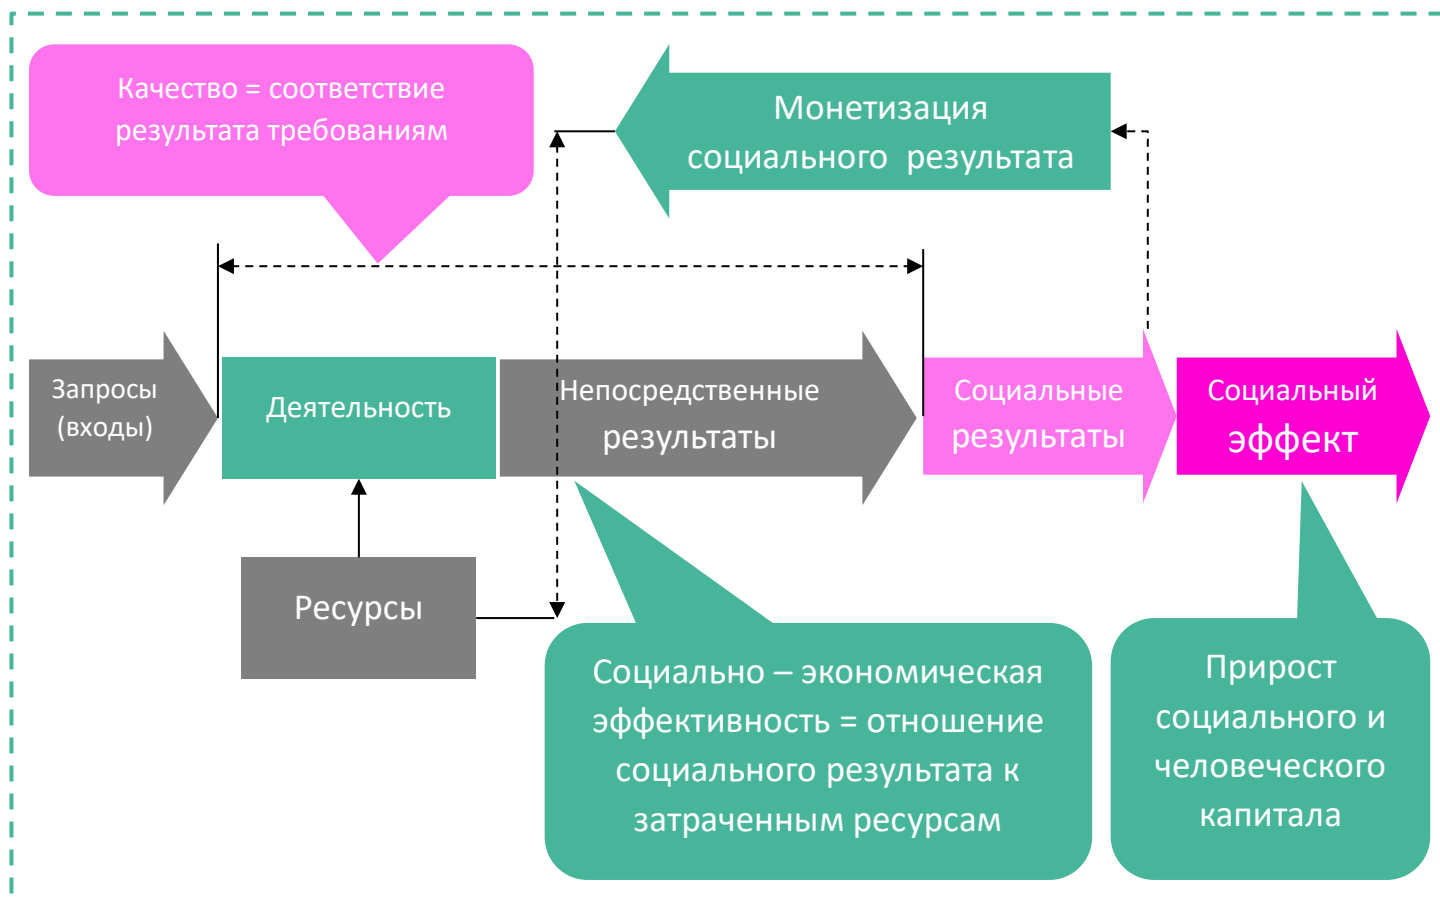 Качество = соответствие
результата требованиям
Монетизация
социального результата
Запросы
(входы)
Деятельность
Непосредственные
результаты
Социальные
результаты
Социальный
эффект
Ресурсы
Социально – экономическая
эффективность = отношение
социального результата к
затраченным ресурсам
Прирост
социального и
человеческого
капитала